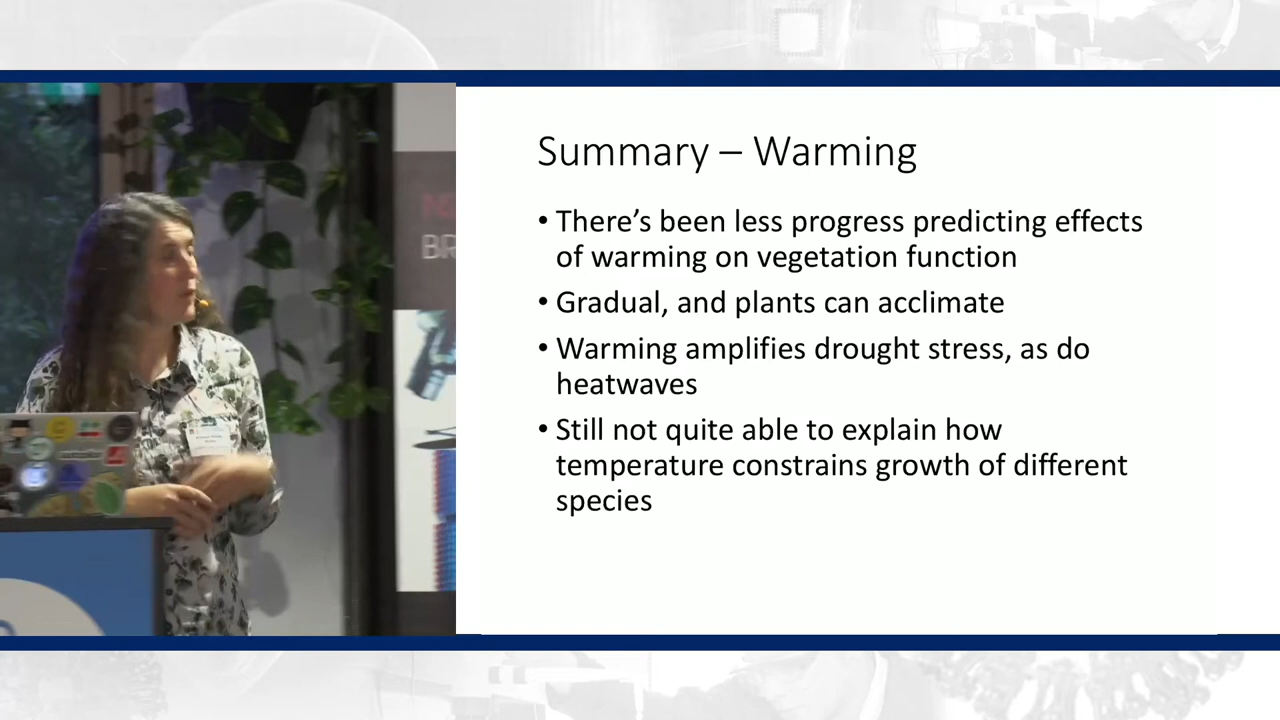 Summary – Warming
• There's been less progress predicting effects
of warming on vegetation function
• Gradual, and plants can acclimate
• Warming amplifies drought stress, as do
heatwaves
• Still not quite able to explain how
temperature constrains growth of different
species